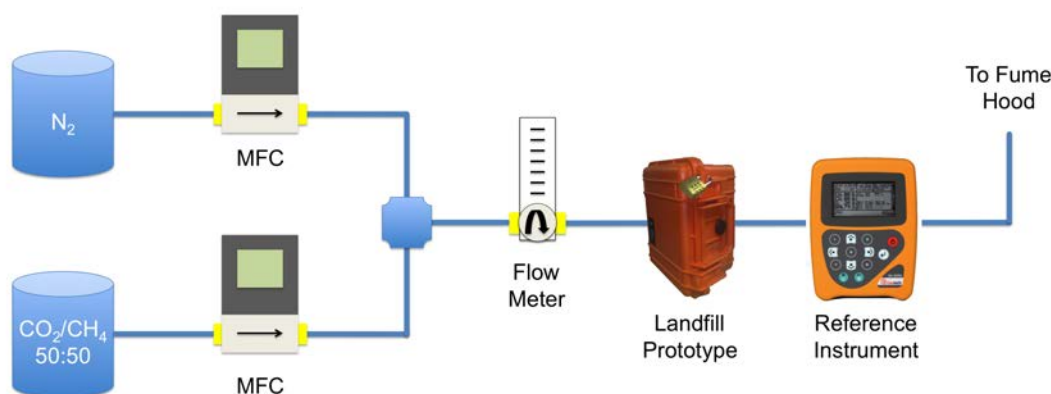 N₂
MFC
CO₂/CH₄
50:50
MFC
Flow
Meter
Landfill
Prototype
Reference
Instrument
To Fume
Hood